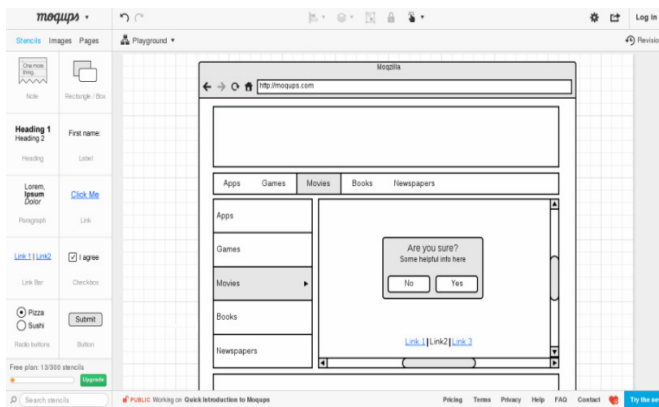 moqups
Log in
Stencils Images Pages
Playground
Revisio
One more
thing.
Note
Rectangle / Box
Heading 1
Heading 2
Heading
First name:
Label
Lorem,
Ipsum
Dolor
Paragraph
Click Me
Link
Link 1 | Link2
Link Bar
I agree
Checkbox
Pizza
Sushi
Radio buttons
Submit
Button
Free plan: 13/300 stencils
Upgrade
Search stencils
Moqzilla
http://moqups.com
Apps Games Movies Books Newspapers
Apps
Games
Movies
Books
Newspapers
Are you sure?
Some helpful info here
No Yes
Link 1 | Link2 | Link 3
PUBLIC Working on Quick Introduction to Moqups
Pricing Terms Privacy Help FAQ Contact
Try the ne